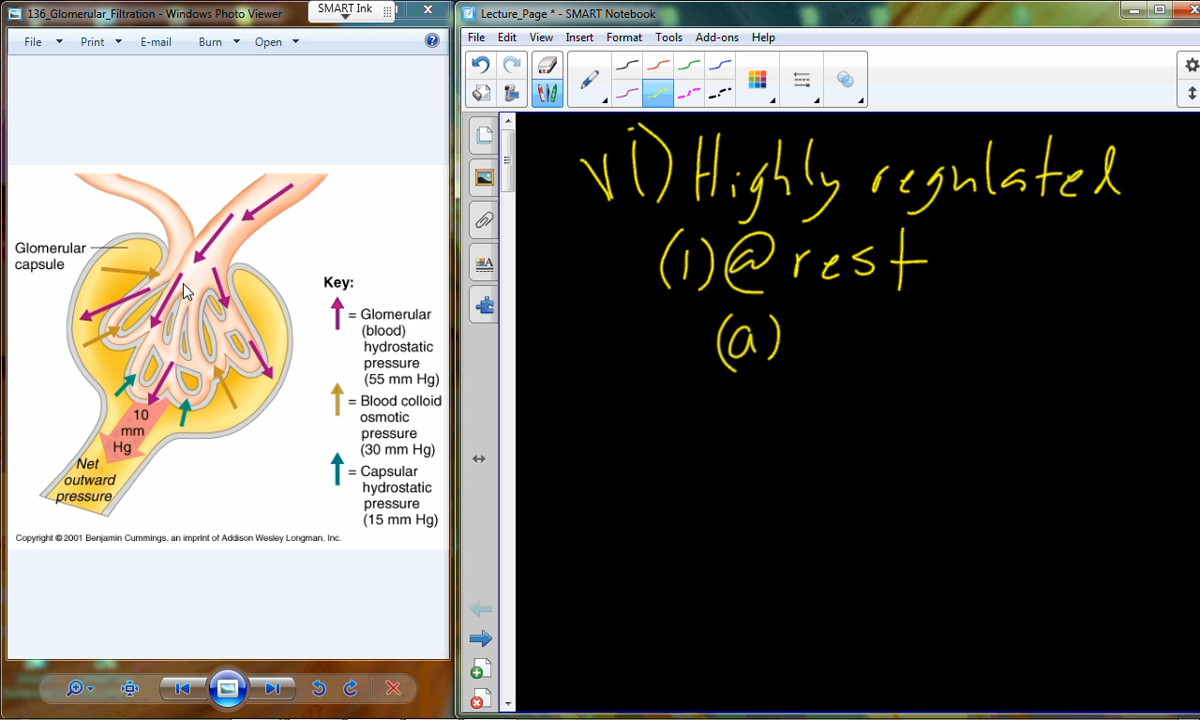 136_Glomerular_Filtration - Windows Photo Viewer
SMART Ink
File Print E-mail Burn Open
Glomerular
capsule
10
mm
Hg
Net
outward
pressure
Key:
= Glomerular
(blood)
hydrostatic
pressure
(55 mm Hg)
= Blood colloid
osmotic
pressure
(30 mm Hg)
= Capsular
hydrostatic
pressure
(15 mm Hg)
Copyright © 2001 Benjamin Cummings, an imprint of Addison Wesley Longman, Inc.
Lecture_Page * - SMART Notebook
File Edit View Insert Format Tools Add-ons Help
vi) Highly regulated
(1) @ rest
(a)